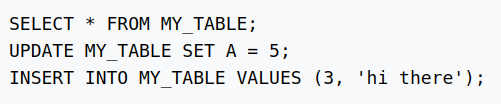 SELECT * FROM MY_TABLE;
UPDATE MY_TABLE SET A = 5;
INSERT INTO MY_TABLE VALUES (3, 'hi there');